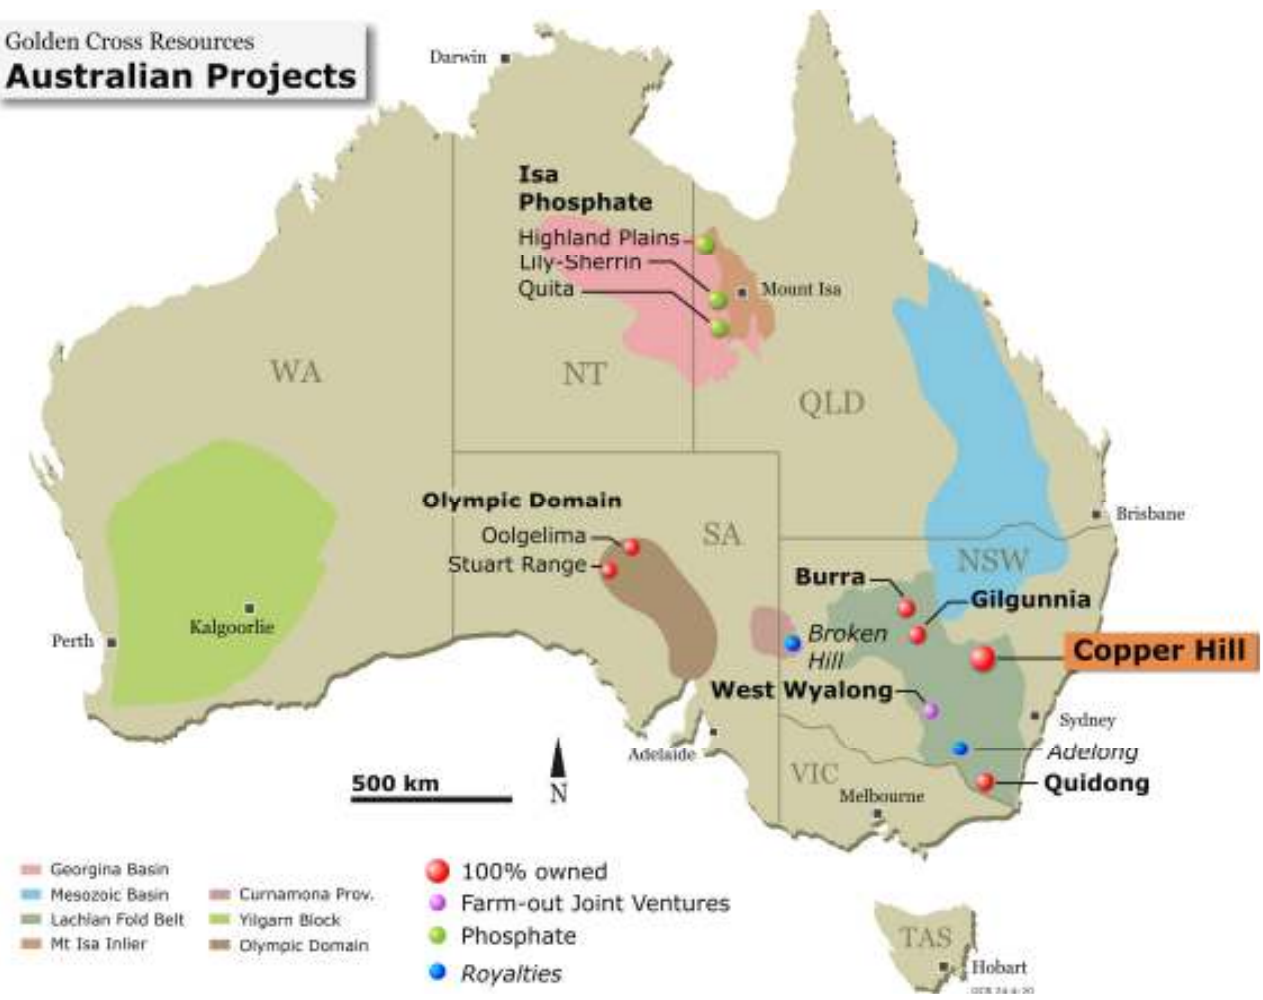 Golden Cross Resources
Australian Projects
Darwin
Isa
Phosphate
Highland Plains
Lily-Sherrin
Quita
Mount Isa
WA
NT
QLD
Olympic Domain
Oolgelima
Stuart Range
SA
Brisbane
NSW
Burra
Gilgunnia
Kalgoorlie
Perth
Broken
Hill
Copper Hill
West Wyalong
Sydney
Adelaide
Adelong
VIC
Quidong
Melbourne
500 km
N
Georgina Basin
Mesozoic Basin
Lachlan Fold Belt
Mt Isa Inlier
Curnamona Prov.
Yilgarn Block
Olympic Domain
100% owned
Farm-out Joint Ventures
Phosphate
Royalties
TAS
Hobart